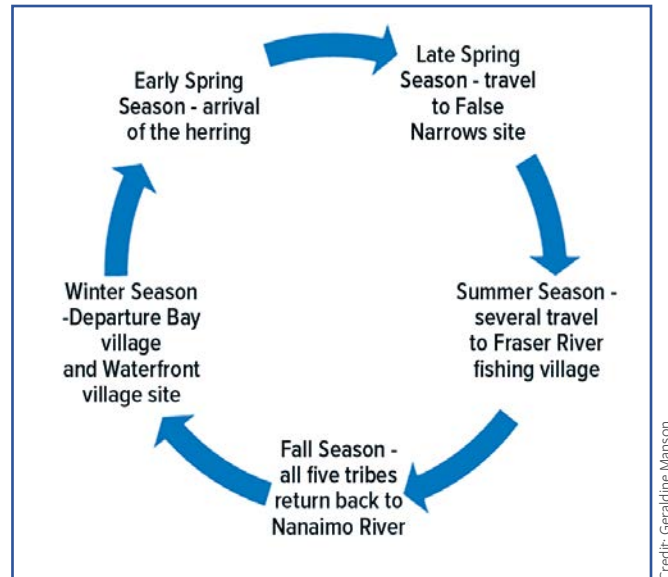 Early Spring
Season - arrival
of the herring
Late Spring
Season - travel
to False
Narrows site
Summer Season -
several travel
to Fraser River
fishing village
Fall Season -
all five tribes
return back to
Nanaimo River
Winter Season
-Departure Bay
village
and Waterfront
village site
Credit: Geraldine Manson